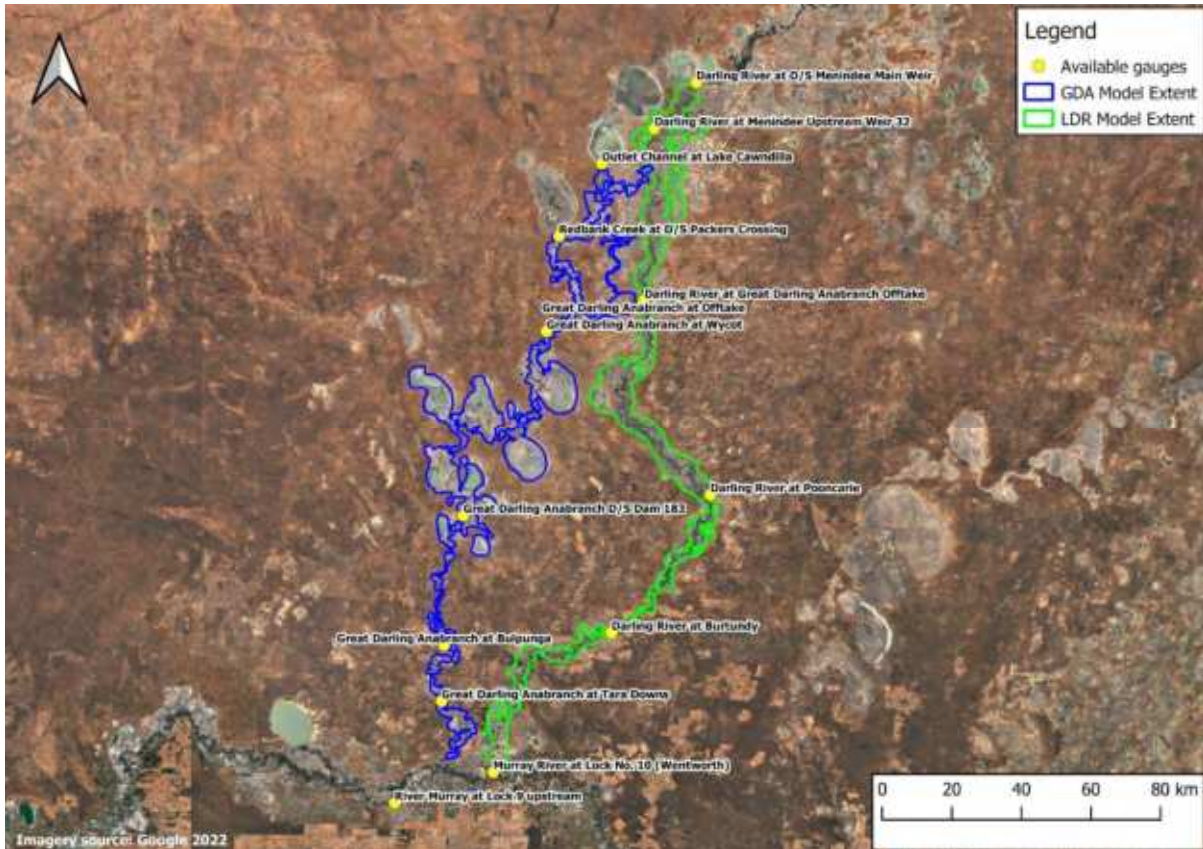 Legend
Available gauges
GDA Model Extent
LDR Model Extent
Darling River at D/S Menindee Main Weir
Darling River at Menindee Upstream Weir 32
Outlet Channel at Lake Cawndilla
Redbank Creek at D/S Packers Crossing
Darling River at Great Darling Anabranch Offtake
Great Darling Anabranch at Offtake
Great Darling Anabranch at Wycot
Darling River at Pooncarie
Great Darling Anabranch D/S Dam 183
Darling River at Burtundy
Great Darling Anabranch at Bulpunga
Great Darling Anabranch at Tara Downs
Murray River at Lock No. 10 (Wentworth)
River Murray at Lock 9 upstream
0 20 40 60 80 km
Imagery source: Google 2022